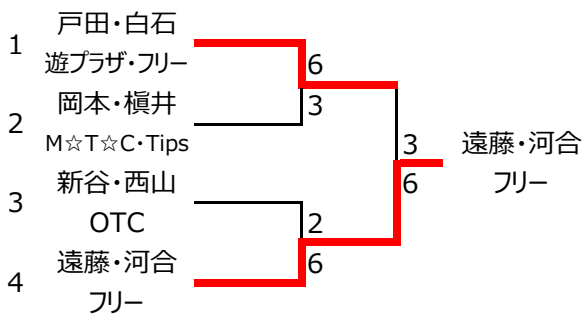 1
戸田・白石
遊プラザ・フリー
6
3
2
岡本・槇井
M☆T☆C・Tips
3
6
遠藤・河合
フリー
3
新谷・西山
OTC
2
6
4
遠藤・河合
フリー